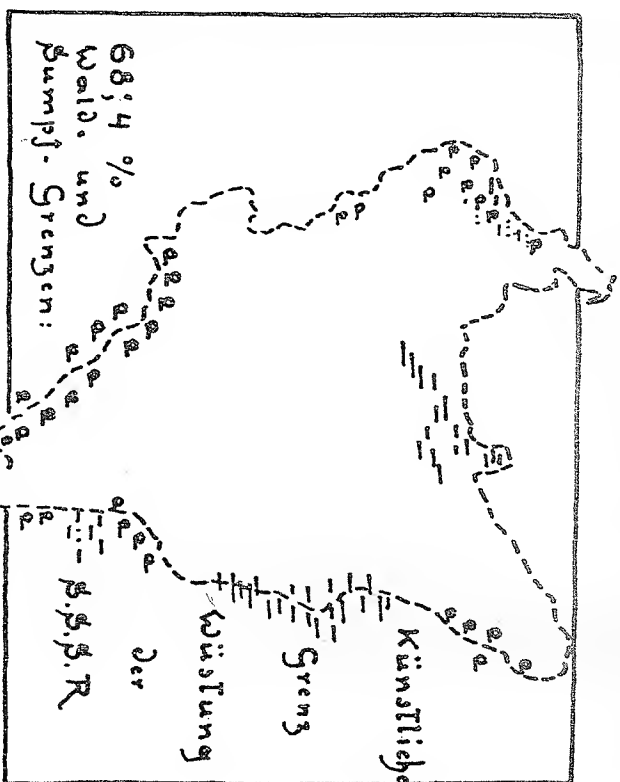 68,4 %
Wald- und
Sumpf-Grenzen:
Künstliche
Grenz
Wüstung
der
S.S.S.R